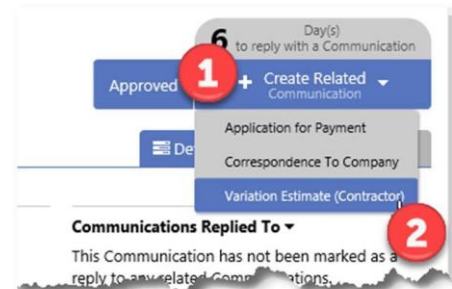 6 Day(s)
to reply with a Communication
Approved
1
+ Create Related
Communication
De
Application for Payment
Correspondence To Company
Variation Estimate (Contractor)
2
Communications Replied To
This Communication has not been marked as a
reply to any related Communications.